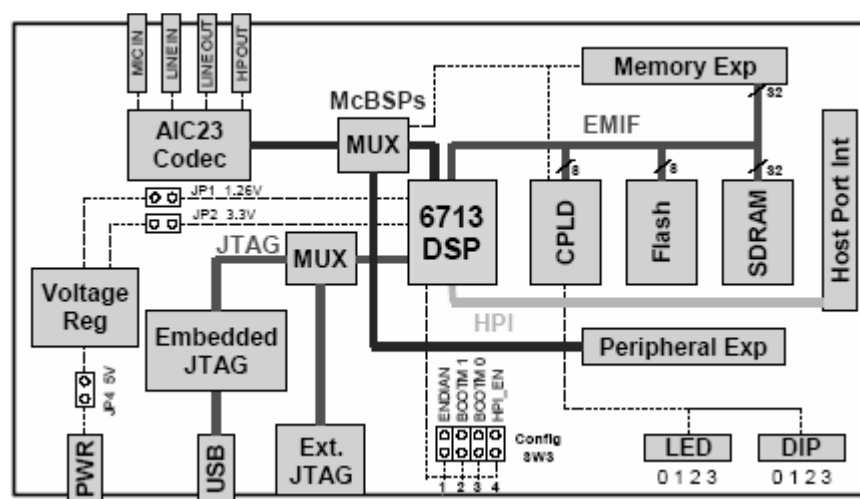 MIC IN
LINE IN
LINE OUT
HP OUT
Memory Exp
32
McBSPs
AIC23
Codec
MUX
EMIF
8
8
32
Host Port Int
JP1 1.26V
JP2 3.3V
6713
DSP
CPLD
Flash
SDRAM
JTAG
MUX
Voltage
Reg
HPI
Embedded
JTAG
Peripheral Exp
JP4 5V
ENDIAN
BOOTM 1
BOOTM 0
HPI_EN
Config
SW3
1 2 3 4
PWR
USB
Ext.
JTAG
LED
DIP
0 1 2 3
0 1 2 3